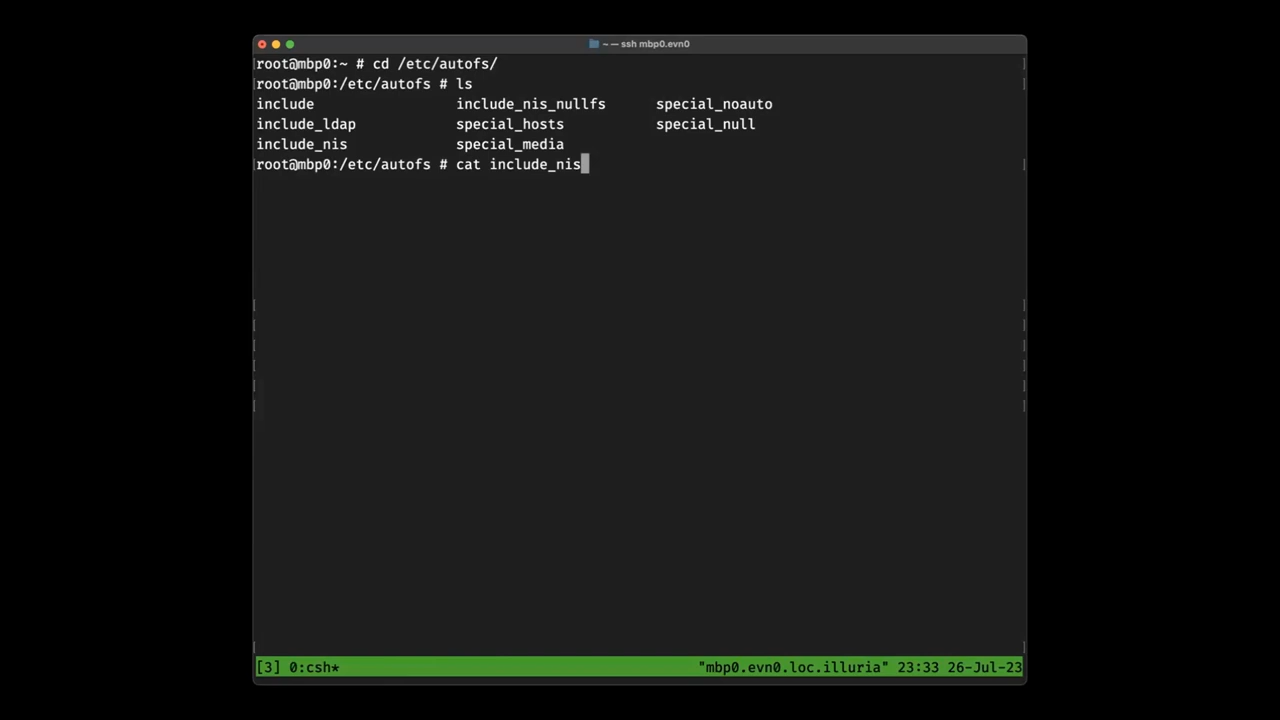 ~ — ssh mbp0.evn0
root@mbp0:~ # cd /etc/autofs/
root@mbp0:/etc/autofs # ls
include include_nis_nullfs special_noauto
include_ldap special_hosts special_null
include_nis special_media
root@mbp0:/etc/autofs # cat include_nis
[3] 0:csh* "mbp0.evn0.loc.illuria" 23:33 26-Jul-23